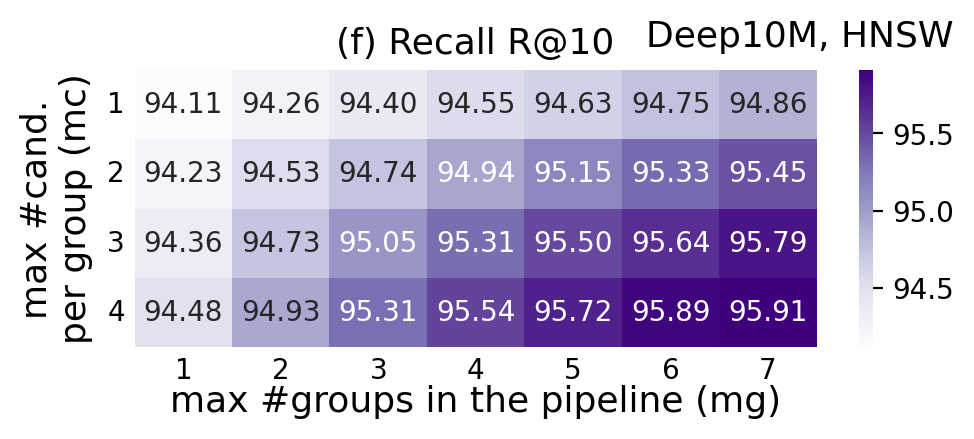 (f) Recall R@10
Deep10M, HNSW
max #cand.
per group (mc)
1 94.11 94.26 94.40 94.55 94.63 94.75 94.86
2 94.23 94.53 94.74 94.94 95.15 95.33 95.45
3 94.36 94.73 95.05 95.31 95.50 95.64 95.79
4 94.48 94.93 95.31 95.54 95.72 95.89 95.91
1 2 3 4 5 6 7
max #groups in the pipeline (mg)
95.5
95.0
94.5